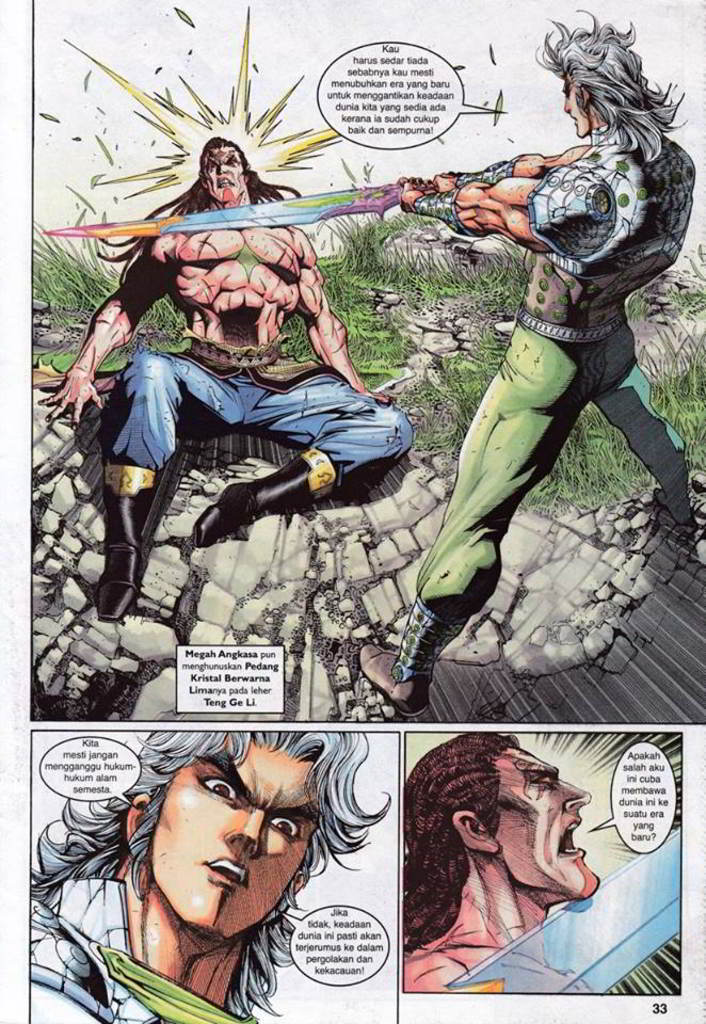 Kau
harus sedar tiada
sebabnya kau mesti
menubuhkan era yang baru
untuk menggantikan keadaan
dunia kita yang sedia ada
kerana ia sudah cukup
baik dan sempurna!
Megah Angkasa pun
menghunuskan Pedang
Kristal Berwarna
Limanya pada leher
Teng Ge Li.
Kita
mesti jangan
mengganggu hukum-
hukum alam
semesta.
Jika
tidak, keadaan
dunia ini pasti akan
terjerumus ke dalam
pergolakan dan
kekacauan!
Apakah
salah aku
ini cuba
membawa
dunia ini ke
suatu era
yang
baru?
33